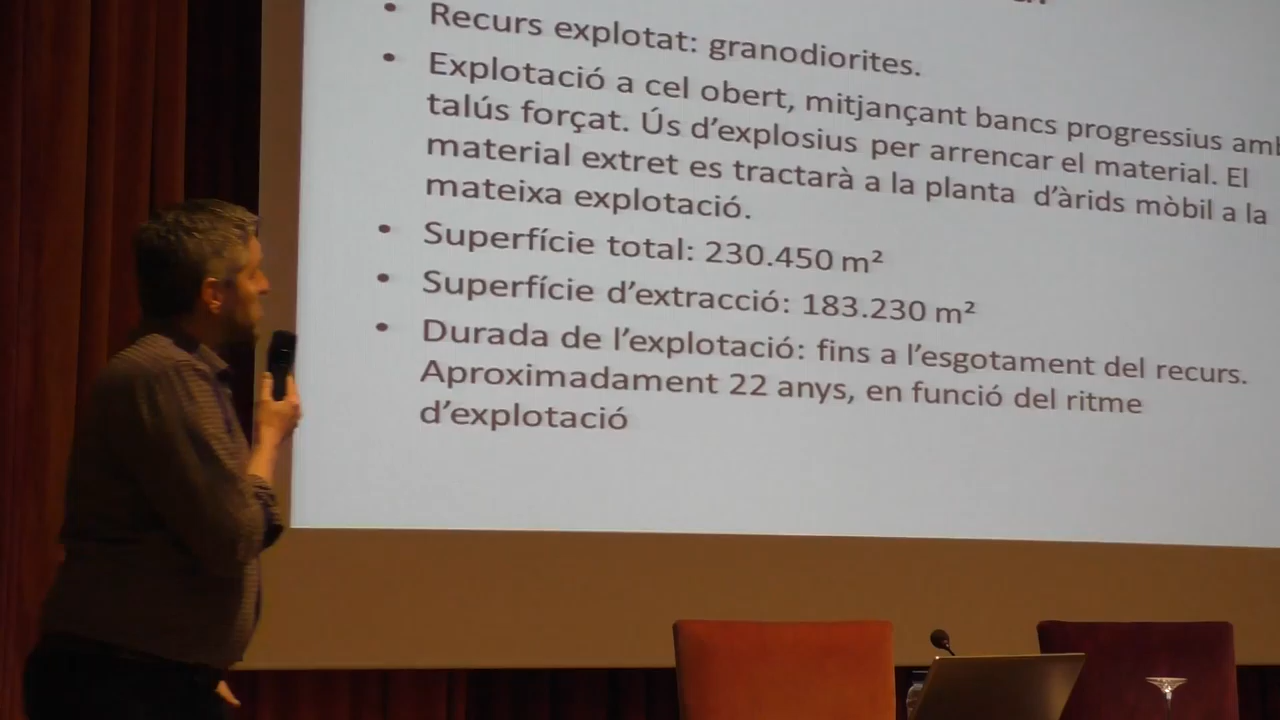 Recurs explotat: granodiorites.
Explotació a cel obert, mitjançant bancs progressius amb
talús forçat. Ús d'explosius per arrencar el material. El
material extret es tractarà a la planta d'àrids mòbil a la
mateixa explotació.
Superfície total: 230.450 m²
Superfície d'extracció: 183.230 m²
Durada de l'explotació: fins a l'esgotament del recurs.
Aproximadament 22 anys, en funció del ritme
d'explotació